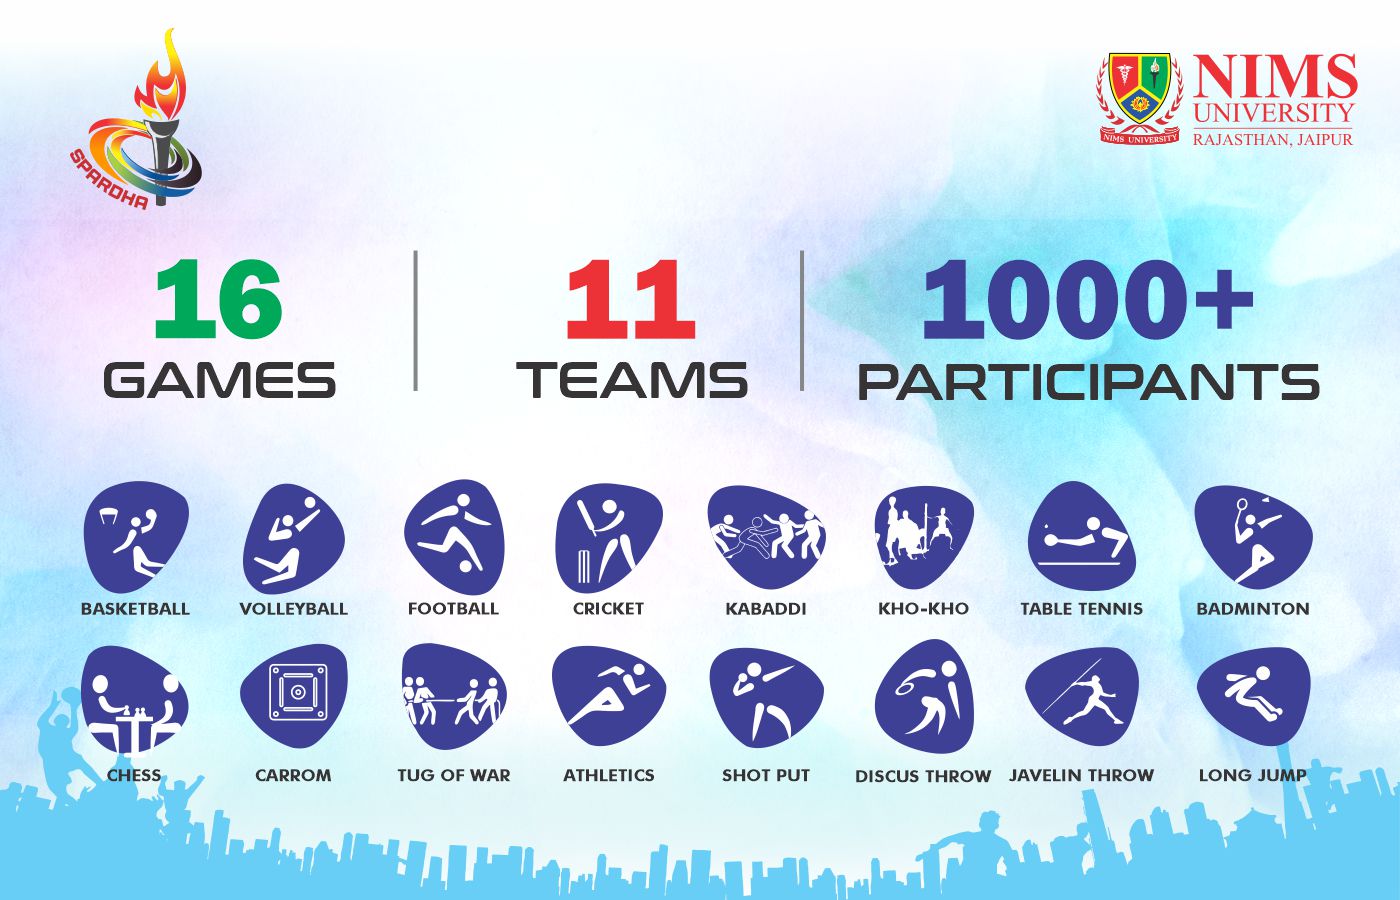 SPARDHA
NIMS
UNIVERSITY
RAJASTHAN, JAIPUR
NIMS UNIVERSITY
16
GAMES
11
TEAMS
1000+
PARTICIPANTS
BASKETBALL
VOLLEYBALL
FOOTBALL
CRICKET
KABADDI
KHO-KHO
TABLE TENNIS
BADMINTON
CHESS
CARROM
TUG OF WAR
ATHLETICS
SHOT PUT
DISCUS THROW
JAVELIN THROW
LONG JUMP